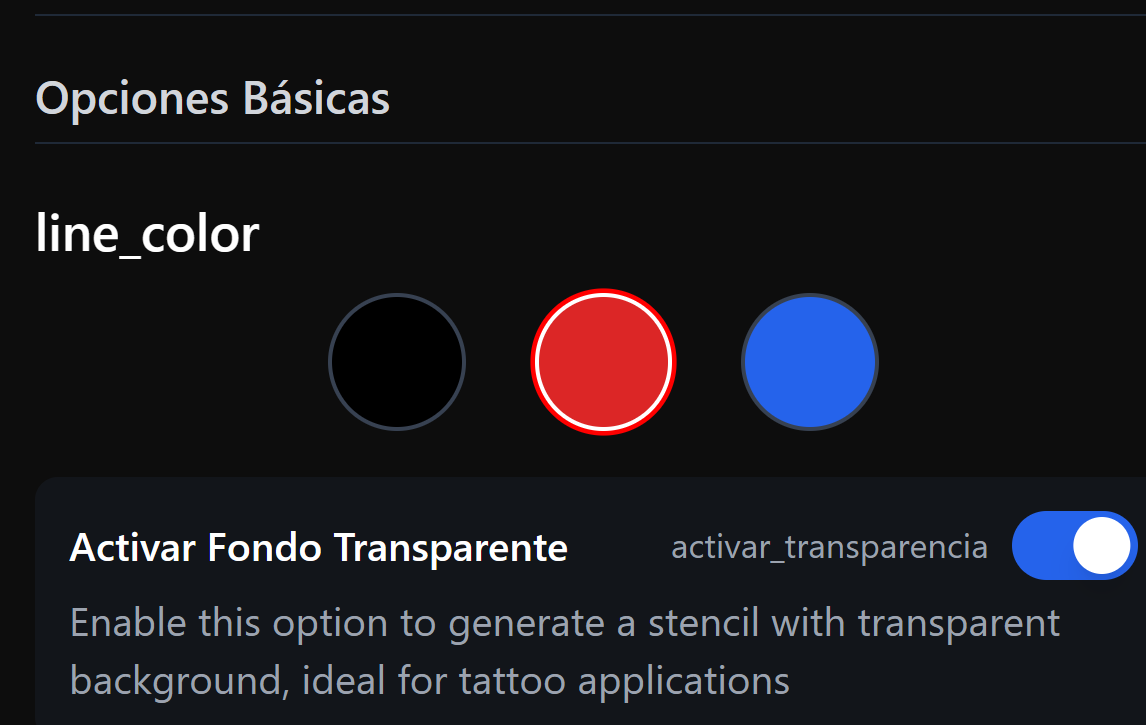 Opciones Básicas
line_color
Activar Fondo Transparente activar_transparencia
Enable this option to generate a stencil with transparent
background, ideal for tattoo applications